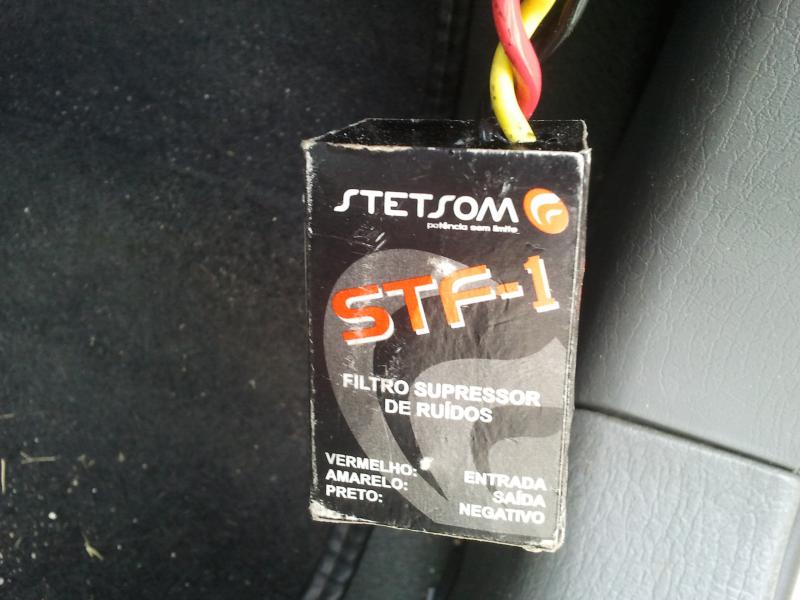 STETSOM
potência sem limite
STF-1
FILTRO SUPRESSOR
DE RUÍDOS
VERMELHO: ENTRADA
AMARELO: SAÍDA
PRETO: NEGATIVO